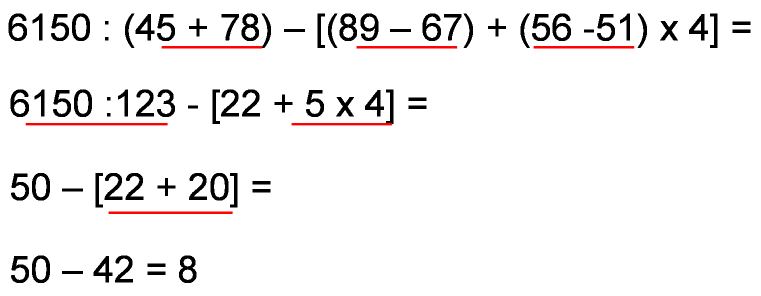 6150 : (45 + 78) – [(89 – 67) + (56 -51) x 4] =
6150 :123 - [22 + 5 x 4] =
50 – [22 + 20] =
50 – 42 = 8